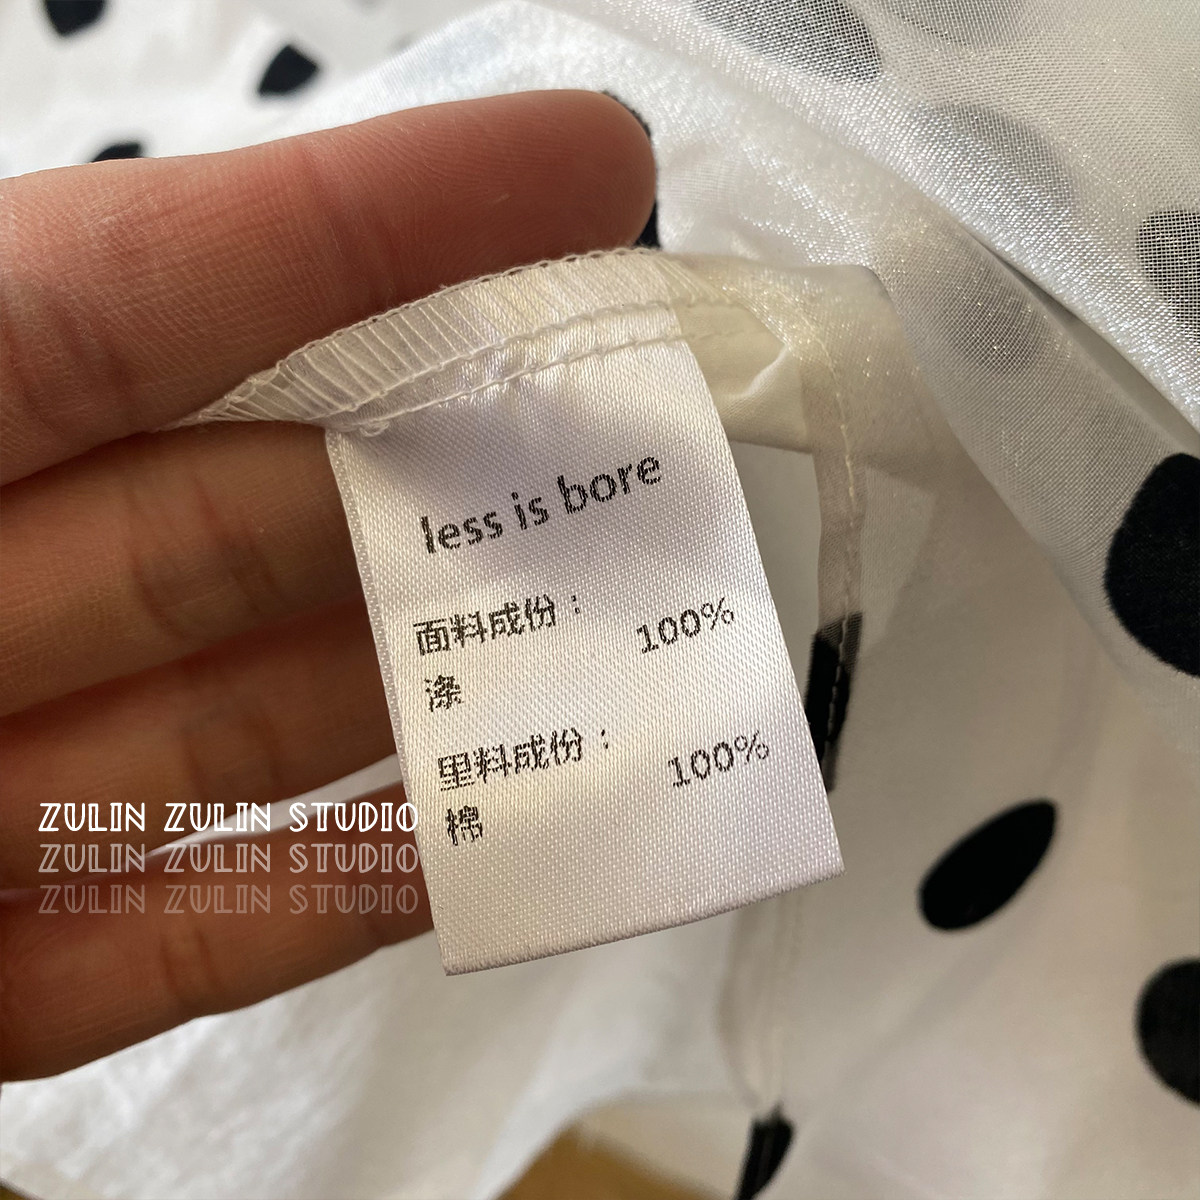 less is bore
面料成份： 100%
涤
里料成份： 100%
棉
ZULIN ZULIN STUDIO
ZULIN ZULIN STUDIO
ZULIN ZULIN STUDIO